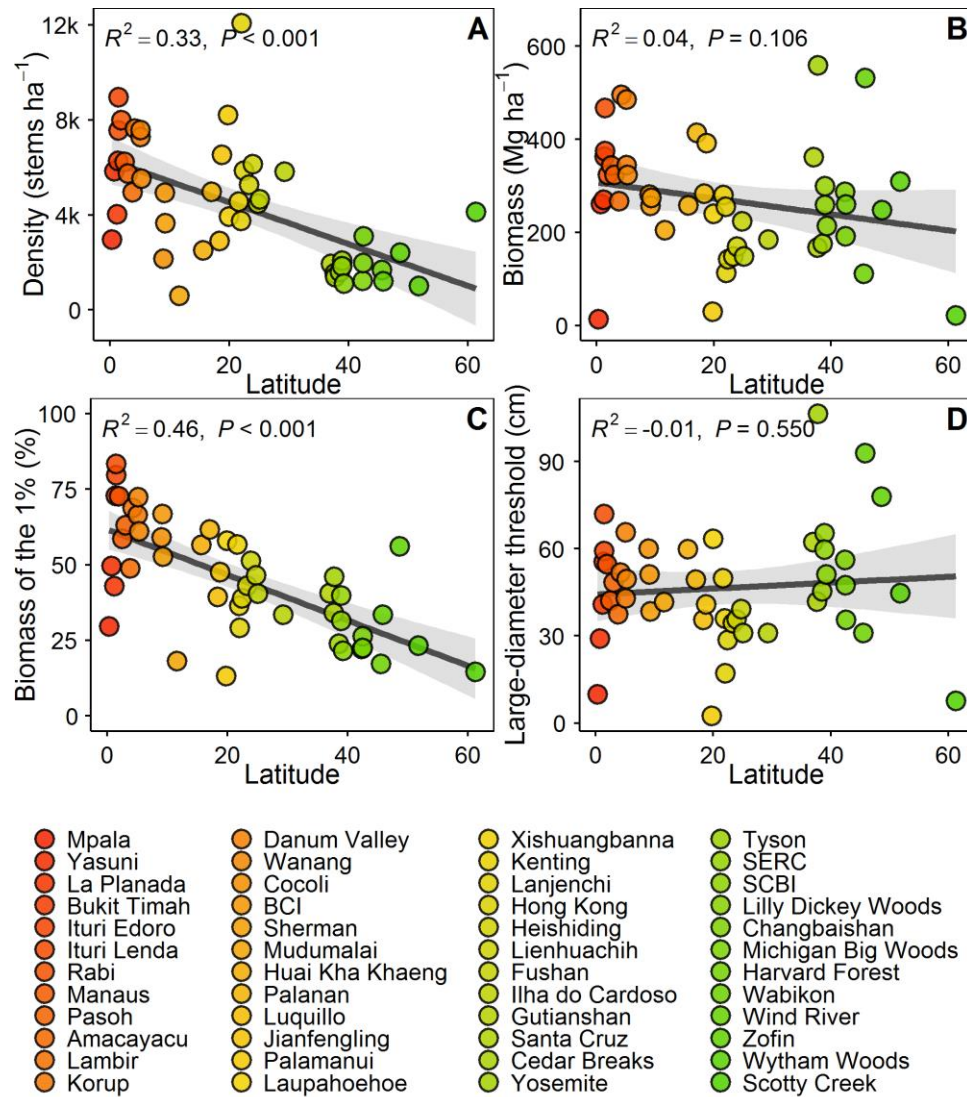 R² = 0.33, P < 0.001
A
Density (stems ha⁻¹)
12k
8k
4k
0
0 20 40 60
Latitude
R² = 0.04, P = 0.106
B
Biomass (Mg ha⁻¹)
600
400
200
0
0 20 40 60
Latitude
R² = 0.46, P < 0.001
C
Biomass of the 1% (%)
100
75
50
25
0
0 20 40 60
Latitude
R² = -0.01, P = 0.550
D
Large-diameter threshold (cm)
90
60
30
0
0 20 40 60
Latitude
Mpala
Yasuni
La Planada
Bukit Timah
Ituri Edoro
Ituri Lenda
Rabi
Manaus
Pasoh
Amacayacu
Lambir
Korup
Danum Valley
Wanang
Cocoli
BCI
Sherman
Mudumalai
Huai Kha Khaeng
Palanan
Luquillo
Jianfengling
Palamanui
Laupahoehoe
Xishuangbanna
Kenting
Lanjenchi
Hong Kong
Heishiding
Lienhuachih
Fushan
Ilha do Cardoso
Gutianshan
Santa Cruz
Cedar Breaks
Yosemite
Tyson
SERC
SCBI
Lilly Dickey Woods
Changbaishan
Michigan Big Woods
Harvard Forest
Wabikon
Wind River
Zofin
Wytham Woods
Scotty Creek